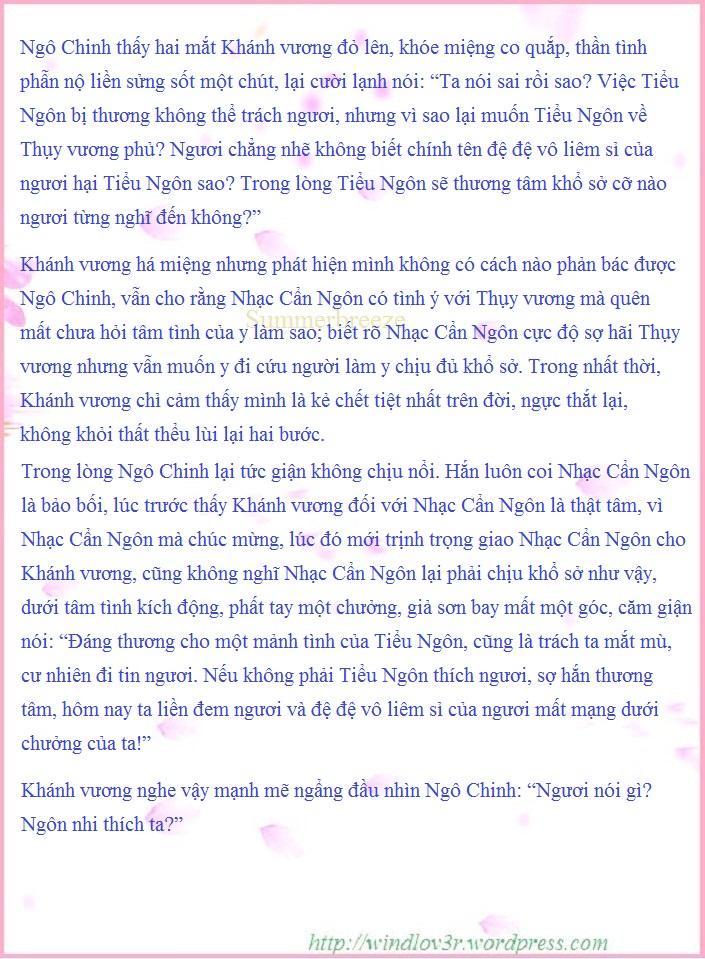 Ngô Chinh thấy hai mắt Khánh vương đỏ lên, khóe miệng co quắp, thần tình
phẫn nộ liền sửng sốt một chút, lại cười lạnh nói: “Ta nói sai rồi sao? Việc Tiểu
Ngôn bị thương không thể trách ngươi, nhưng vì sao lại muốn Tiểu Ngôn về
Thụy vương phủ? Ngươi chẳng nhẽ không biết chính tên đệ đệ vô liêm sỉ của
ngươi hại Tiểu Ngôn sao? Trong lòng Tiểu Ngôn sẽ thương tâm khổ sở cỡ nào
ngươi từng nghĩ đến không?”
Khánh vương há miệng nhưng phát hiện mình không có cách nào phản bác được
Ngô Chinh, vẫn cho rằng Nhạc Cẩn Ngôn có tình ý với Thụy vương mà quên
Summerbreeze
mất chưa hỏi tâm tình của y làm sao; biết rõ Nhạc Cẩn Ngôn cực độ sợ hãi Thụy
vương nhưng vẫn muốn y đi cứu người làm y chịu đủ khổ sở. Trong nhất thời,
Khánh vương chỉ cảm thấy mình là kẻ chết tiệt nhất trên đời, ngực thắt lại,
không khỏi thất thểu lùi lại hai bước.
Trong lòng Ngô Chinh lại tức giận không chịu nổi. Hắn luôn coi Nhạc Cẩn Ngôn
là bảo bối, lúc trước thấy Khánh vương đối với Nhạc Cẩn Ngôn là thật tâm, vì
Nhạc Cẩn Ngôn mà chúc mừng, lúc đó mới trịnh trọng giao Nhạc Cẩn Ngôn cho
Khánh vương, cũng không nghĩ Nhạc Cẩn Ngôn lại phải chịu khổ sở như vậy,
dưới tâm tình kích động, phất tay một chưởng, giả sơn bay mất một góc, căm giận
nói: “Đáng thương cho một mảnh tình của Tiểu Ngôn, cũng là trách ta mắt mù,
cư nhiên đi tin ngươi. Nếu không phải Tiểu Ngôn thích ngươi, sợ hắn thương
tâm, hôm nay ta liền đem ngươi và đệ đệ vô liêm sỉ của ngươi mất mạng dưới
chưởng của ta!”
Khánh vương nghe vậy mạnh mẽ ngẩng đầu nhìn Ngô Chinh: “Ngươi nói gì?
Ngôn nhi thích ta?”
http://windlov3r.wordpress.com